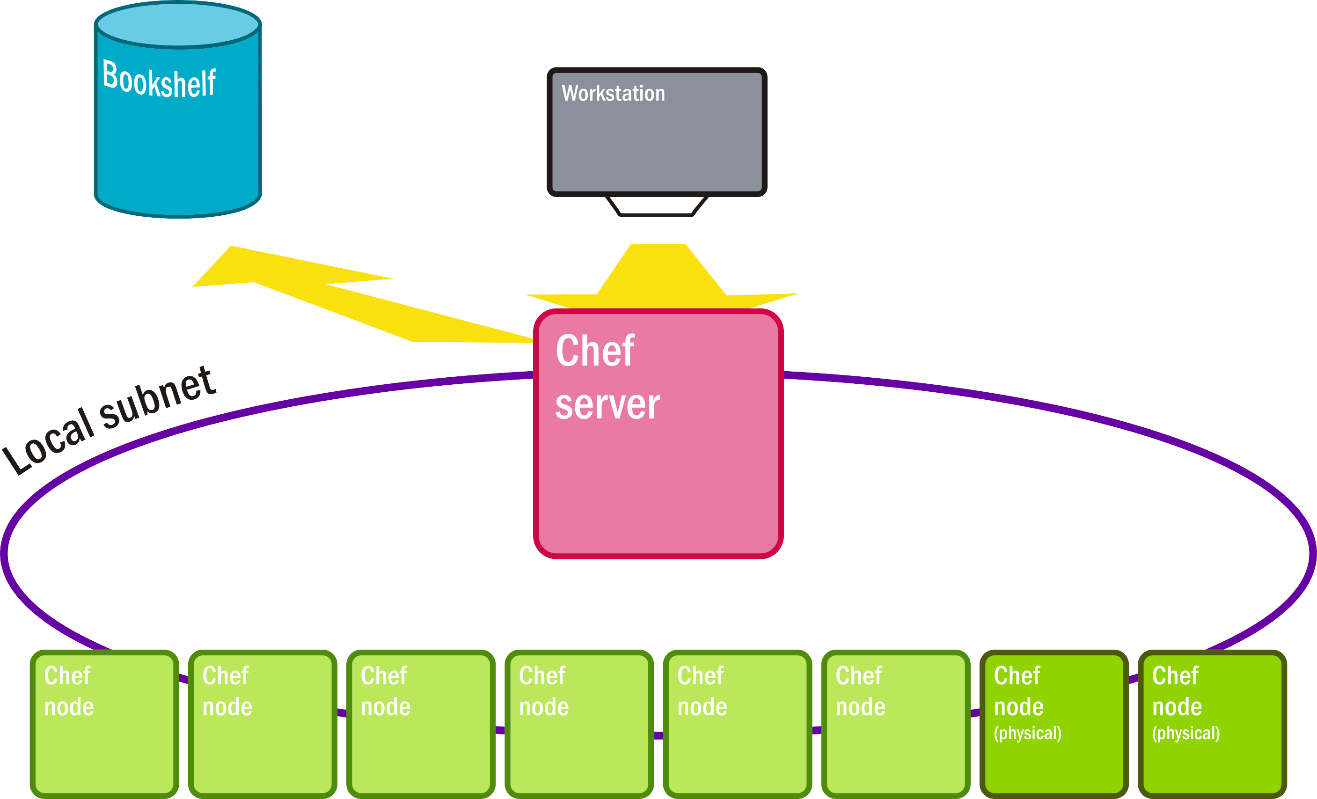 Bookshelf
Workstation
Chef
server
Local subnet
Chef
node
Chef
node
Chef
node
Chef
node
Chef
node
Chef
node
Chef
node
(physical)
Chef
node
(physical)